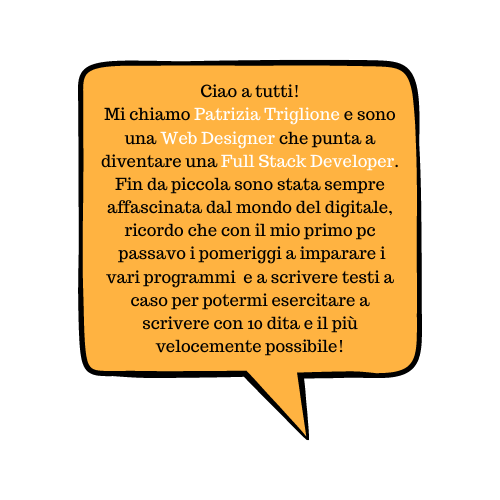 Ciao a tutti!
Mi chiamo Patrizia Triglione e sono
una Web Designer che punta a
diventare una Full Stack Developer.
Fin da piccola sono stata sempre
affascinata dal mondo del digitale,
ricordo che con il mio primo pc
passavo i pomeriggi a imparare i
vari programmi e a scrivere testi a
caso per potermi esercitare a
scrivere con 10 dita e il più
velocemente possibile!